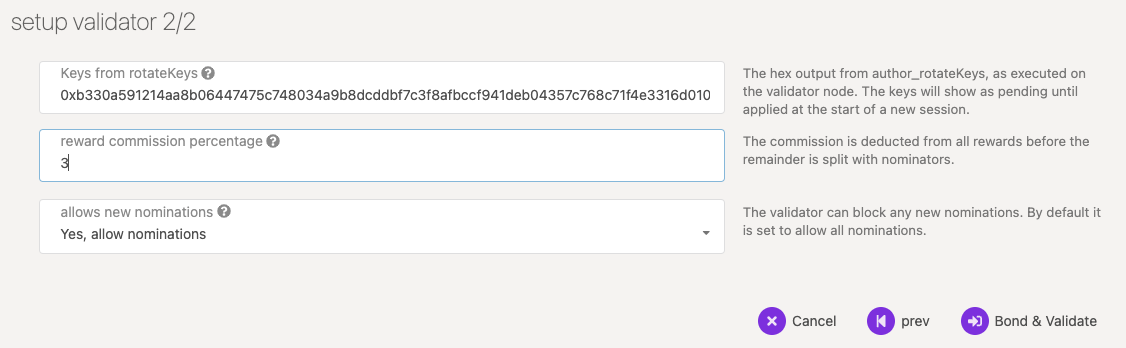 setup validator 2/2
Keys from rotateKeys
0xb330a591214aa8b06447475c748034a9b8dcddbf7c3f8afbccf941deb04357c768c71f4e3316d010
The hex output from author_rotateKeys, as executed on
the validator node. The keys will show as pending until
applied at the start of a new session.
reward commission percentage
3
The commission is deducted from all rewards before the
remainder is split with nominators.
allows new nominations
Yes, allow nominations
The validator can block any new nominations. By default it
is set to allow all nominations.
Cancel
prev
Bond & Validate